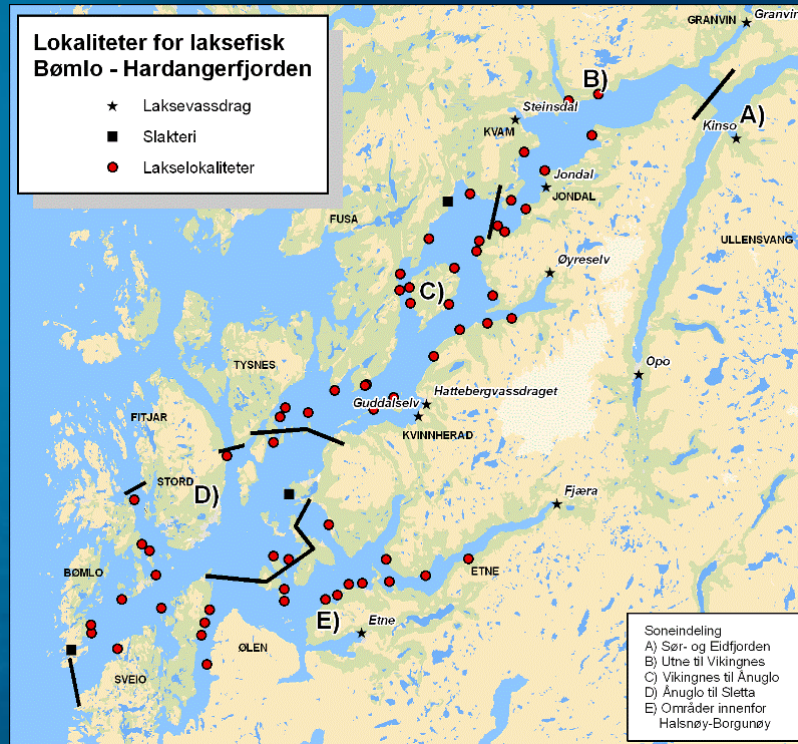 Lokaliteter for laksefisk
Bømlo - Hardangerfjorden
Laksevassdrag
Slakteri
Lakselokaliteter
Granvin
GRANVIN
B)
Steinsdal
A)
KVAM
Kinso
Jondal
JONDAL
FUSA
ULLENSVANG
Øyreselv
C)
TYSNES
Opo
Hattebergvassdraget
Guddalselv
FITJAR
KVINNHERAD
STORD
D)
Fjæra
BØMLO
ETNE
E)
Etne
ØLEN
SVEIO
Soneindeling
A) Sør- og Eidfjorden
B) Utne til Vikingnes
C) Vikingnes til Ånuglo
D) Ånuglo til Sletta
E) Områder innenfor
Halsnøy-Borgunøy